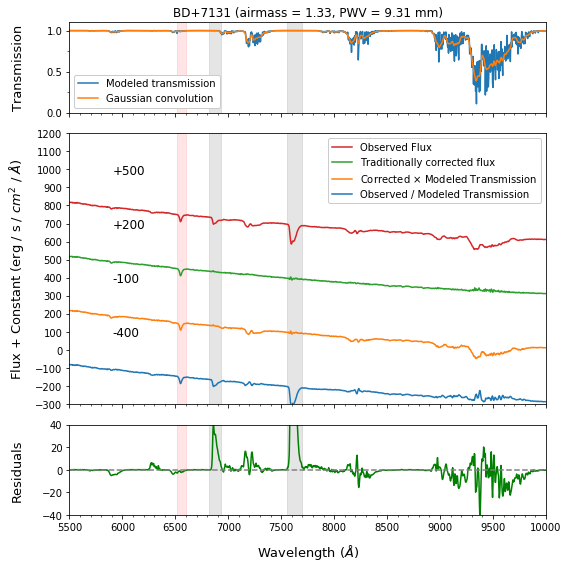 BD+7131 (airmass = 1.33, PWV = 9.31 mm)
Transmission
1.0
0.5
0.0
Modeled transmission
Gaussian convolution
Flux + Constant (erg / s / cm² / Å)
1200
1100
1000
900
800
700
600
500
400
300
200
100
0
−100
−200
−300
+500
+200
-100
-400
Observed Flux
Traditionally corrected flux
Corrected × Modeled Transmission
Observed / Modeled Transmission
Residuals
40
20
0
−20
−40
5500 6000 6500 7000 7500 8000 8500 9000 9500 10000
Wavelength (Å)